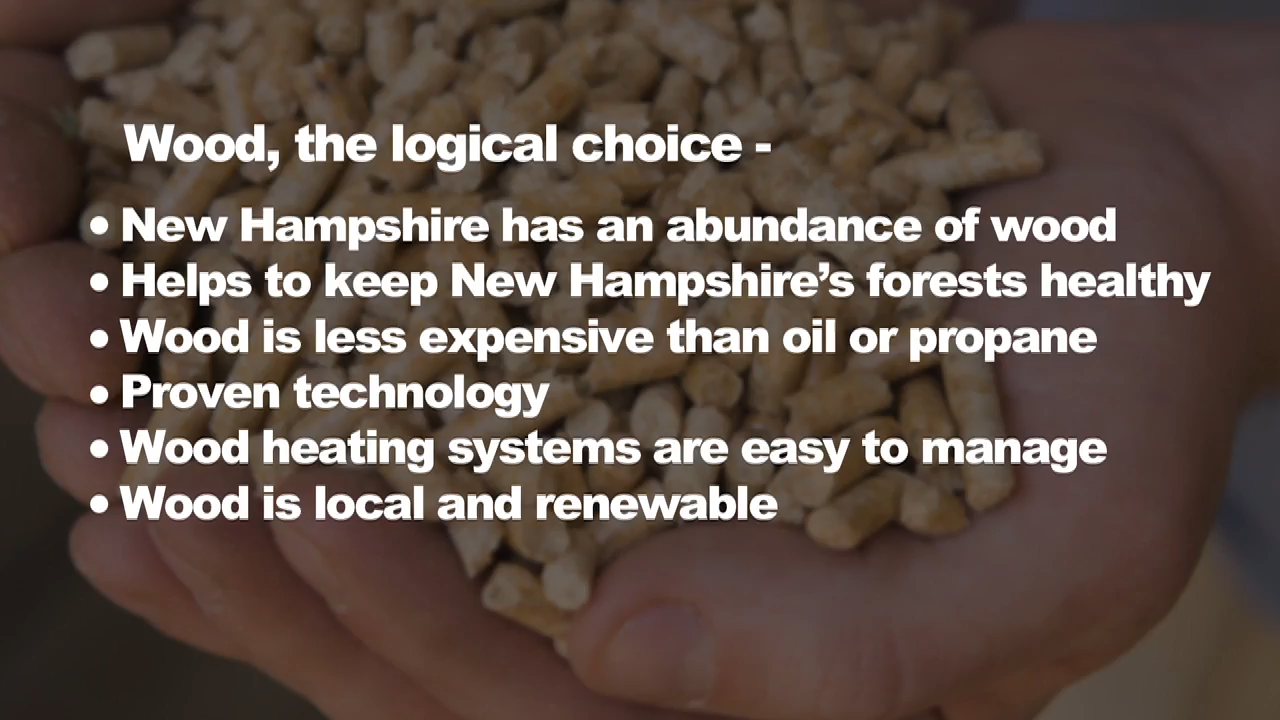 Wood, the logical choice -
• New Hampshire has an abundance of wood
• Helps to keep New Hampshire’s forests healthy
• Wood is less expensive than oil or propane
• Proven technology
• Wood heating systems are easy to manage
• Wood is local and renewable